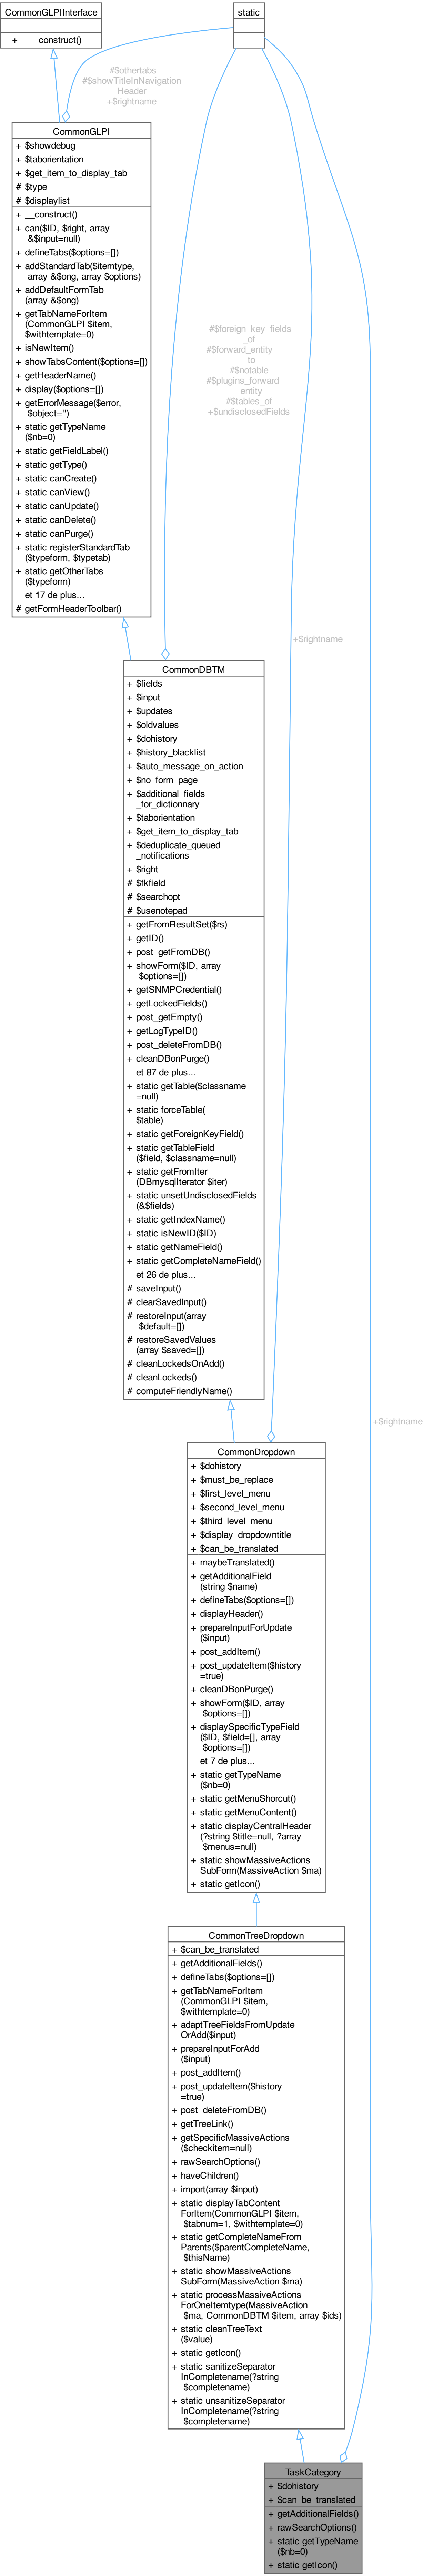 CommonGLPIInterface
+ __construct()
static
#$othertabs
#$showTitleInNavigation
Header
+$rightname
CommonGLPI
+ $showdebug
+ $taborientation
+ $get_item_to_display_tab
# $type
# $displaylist
+ __construct()
+ can($ID, $right, array
&$input=null)
+ defineTabs($options=[])
+ addStandardTab($itemtype,
array &$ong, array $options)
+ addDefaultFormTab
(array &$ong)
+ getTabNameForItem
(CommonGLPI $item,
$withtemplate=0)
+ isNewItem()
+ showTabsContent($options=[])
+ getHeaderName()
+ display($options=[])
+ getErrorMessage($error,
$object='')
+ static getTypeName
($nb=0)
+ static getFieldLabel()
+ static getType()
+ static canCreate()
+ static canView()
+ static canUpdate()
+ static canDelete()
+ static canPurge()
+ static registerStandardTab
($typeform, $typetab)
+ static getOtherTabs
($typeform)
et 17 de plus...
# getFormHeaderToolbar()
#$foreign_key_fields
_of
#$forward_entity
_to
#$notable
#$plugins_forward
_entity
#$tables_of
+$undisclosedFields
+$rightname
CommonDBTM
+ $fields
+ $input
+ $updates
+ $oldvalues
+ $dohistory
+ $history_blacklist
+ $auto_message_on_action
+ $no_form_page
+ $additional_fields
_for_dictionnary
+ $taborientation
+ $get_item_to_display_tab
+ $deduplicate_queued
_notifications
+ $right
# $fkfield
# $searchopt
# $usenotepad
+ getFromResultSet($rs)
+ getID()
+ post_getFromDB()
+ showForm($ID, array
$options=[])
+ getSNMPCredential()
+ getLockedFields()
+ post_getEmpty()
+ getLogTypeID()
+ post_deleteFromDB()
+ cleanDBonPurge()
et 87 de plus...
+ static getTable($classname
=null)
+ static forceTable(
$table)
+ static getForeignKeyField()
+ static getTableField
($field, $classname=null)
+ static getFromIter
(DBmysqlIterator $iter)
+ static unsetUndisclosedFields
(&$fields)
+ static getIndexName()
+ static isNewID($ID)
+ static getNameField()
+ static getCompleteNameField()
et 26 de plus...
# saveInput()
# clearSavedInput()
# restoreInput(array
$default=[])
# restoreSavedValues
(array $saved=[])
# cleanLockedsOnAdd()
# cleanLockeds()
# computeFriendlyName()
+$rightname
CommonDropdown
+ $dohistory
+ $must_be_replace
+ $first_level_menu
+ $second_level_menu
+ $third_level_menu
+ $display_dropdowntitle
+ $can_be_translated
+ maybeTranslated()
+ getAdditionalField
(string $name)
+ defineTabs($options=[])
+ displayHeader()
+ prepareInputForUpdate
($input)
+ post_addItem()
+ post_updateItem($history
=true)
+ cleanDBonPurge()
+ showForm($ID, array
$options=[])
+ displaySpecificTypeField
($ID, $field=[], array
$options=[])
et 7 de plus...
+ static getTypeName
($nb=0)
+ static getMenuShorcut()
+ static getMenuContent()
+ static displayCentralHeader
(?string $title=null, ?array
$menus=null)
+ static showMassiveActions
SubForm(MassiveAction $ma)
+ static getIcon()
CommonTreeDropdown
+ $can_be_translated
+ getAdditionalFields()
+ defineTabs($options=[])
+ getTabNameForItem
(CommonGLPI $item,
$withtemplate=0)
+ adaptTreeFieldsFromUpdate
OrAdd($input)
+ prepareInputForAdd
($input)
+ post_addItem()
+ post_updateItem($history
=true)
+ post_deleteFromDB()
+ getTreeLink()
+ getSpecificMassiveActions
($checkitem=null)
+ rawSearchOptions()
+ haveChildren()
+ import(array $input)
+ static displayTabContent
ForItem(CommonGLPI $item,
$tabnum=1, $withtemplate=0)
+ static getCompleteNameFrom
Parents($parentCompleteName,
$thisName)
+ static showMassiveActions
SubForm(MassiveAction $ma)
+ static processMassiveActions
ForOneItemtype(MassiveAction
$ma, CommonDBTM $item, array $ids)
+ static cleanTreeText
($value)
+ static getIcon()
+ static sanitizeSeparator
InCompletename(?string
$completename)
+ static unsanitizeSeparator
InCompletename(?string
$completename)
TaskCategory
+ $dohistory
+ $can_be_translated
+ getAdditionalFields()
+ rawSearchOptions()
+ static getTypeName
($nb=0)
+ static getIcon()